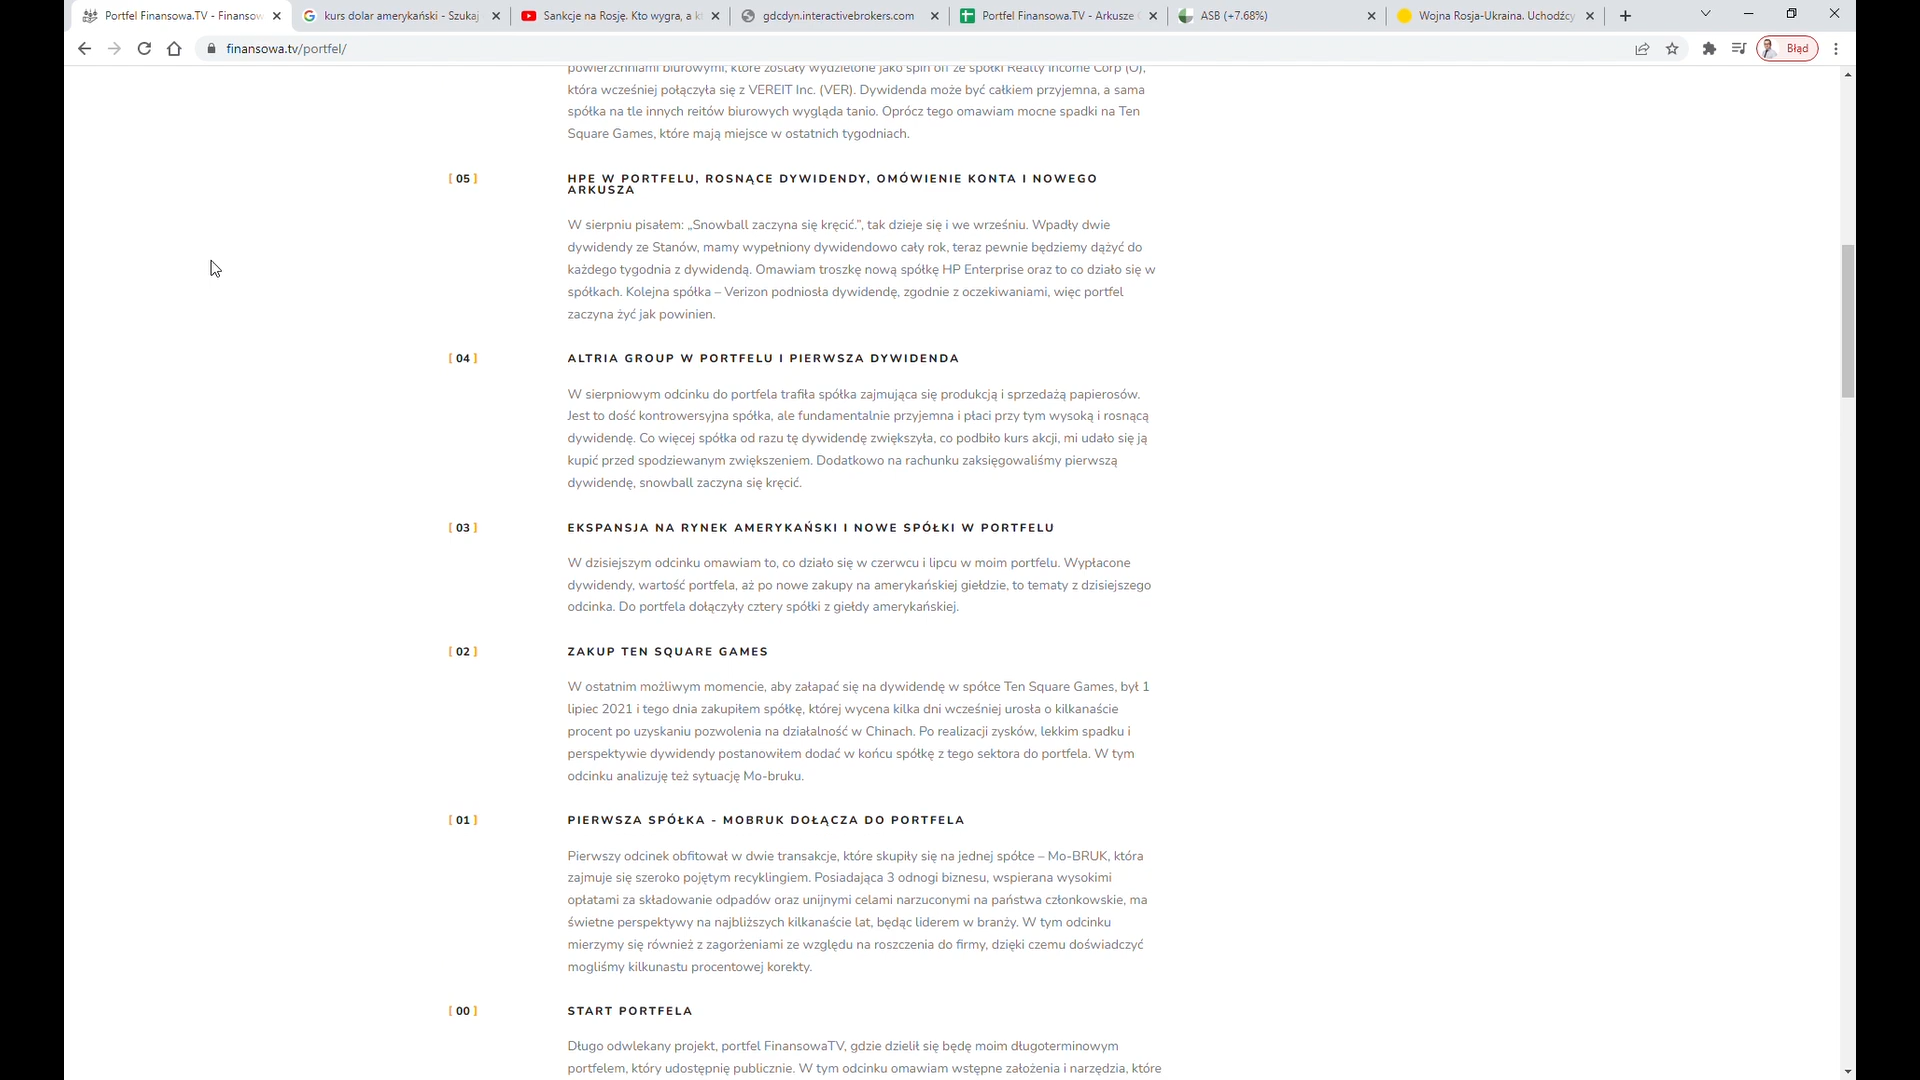 Portfel Finansowa.TV - Finansow
kurs dolar amerykański - Szukaj
Sankcje na Rosję. Kto wygra, a k
gdcdyn.interactivebrokers.com
Portfel Finansowa.TV - Arkusze
ASB (+7.68%)
Wojna Rosja-Ukraina. Uchodźcy
finansowa.tv/portfel/
Błąd
powierzchniami biurowymi, które zostały wydzielone jako spin off ze spółki Realty Income Corp (O),
która wcześniej połączyła się z VEREIT Inc. (VER). Dywidenda może być całkiem przyjemna, a sama
spółka na tle innych reitów biurowych wygląda tanio. Oprócz tego omawiam mocne spadki na Ten
Square Games, które mają miejsce w ostatnich tygodniach.
[ 05 ]
HPE W PORTFELU, ROSNĄCE DYWIDENDY, OMÓWIENIE KONTA I NOWEGO
ARKUSZA
W sierpniu pisałem: „Snowball zaczyna się kręcić.”, tak dzieje się i we wrześniu. Wpadły dwie
dywidendy ze Stanów, mamy wypełniony dywidendowo cały rok, teraz pewnie będziemy dążyć do
każdego tygodnia z dywidendą. Omawiam troszkę nową spółkę HP Enterprise oraz to co działo się w
spółkach. Kolejna spółka – Verizon podniosła dywidendę, zgodnie z oczekiwaniami, więc portfel
zaczyna żyć jak powinien.
[ 04 ]
ALTRIA GROUP W PORTFELU I PIERWSZA DYWIDENDA
W sierpniowym odcinku do portfela trafiła spółka zajmująca się produkcją i sprzedażą papierosów.
Jest to dość kontrowersyjna spółka, ale fundamentalnie przyjemna i płaci przy tym wysoką i rosnącą
dywidendę. Co więcej spółka od razu tę dywidendę zwiększyła, co podbiło kurs akcji, mi udało się ją
kupić przed spodziewanym zwiększeniem. Dodatkowo na rachunku zaksięgowaliśmy pierwszą
dywidendę, snowball zaczyna się kręcić.
[ 03 ]
EKSPANSJA NA RYNEK AMERYKAŃSKI I NOWE SPÓŁKI W PORTFELU
W dzisiejszym odcinku omawiam to, co działo się w czerwcu i lipcu w moim portfelu. Wypłacone
dywidendy, wartość portfela, aż po nowe zakupy na amerykańskiej giełdzie, to tematy z dzisiejszego
odcinka. Do portfela dołączyły cztery spółki z giełdy amerykańskiej.
[ 02 ]
ZAKUP TEN SQUARE GAMES
W ostatnim możliwym momencie, aby załapać się na dywidendę w spółce Ten Square Games, był 1
lipiec 2021 i tego dnia zakupiłem spółkę, której wycena kilka dni wcześniej urosła o kilkanaście
procent po uzyskaniu pozwolenia na działalność w Chinach. Po realizacji zysków, lekkim spadku i
perspektywie dywidendy postanowiłem dodać w końcu spółkę z tego sektora do portfela. W tym
odcinku analizuję też sytuację Mo-bruku.
[ 01 ]
PIERWSZA SPÓŁKA - MOBRUK DOŁĄCZA DO PORTFELA
Pierwszy odcinek obfitował w dwie transakcje, które skupiły się na jednej spółce – Mo-BRUK, która
zajmuje się szeroko pojętym recyklingiem. Posiadająca 3 odnogi biznesu, wspierana wysokimi
opłatami za składowanie odpadów oraz unijnymi celami narzuconymi na państwa członkowskie, ma
świetne perspektywy na najbliższych kilkanaście lat, będąc liderem w branży. W tym odcinku
mierzymy się również z zagorżeniami ze względu na roszczenia do firmy, dzięki czemu doświadczyć
mogliśmy kilkunastu procentowej korekty.
[ 00 ]
START PORTFELA
Długo odwlekany projekt, portfel FinansowaTV, gdzie dzielił się będę moim długoterminowym
portfelem, który udostępnię publicznie. W tym odcinku omawiam wstępne założenia i narzędzia, które